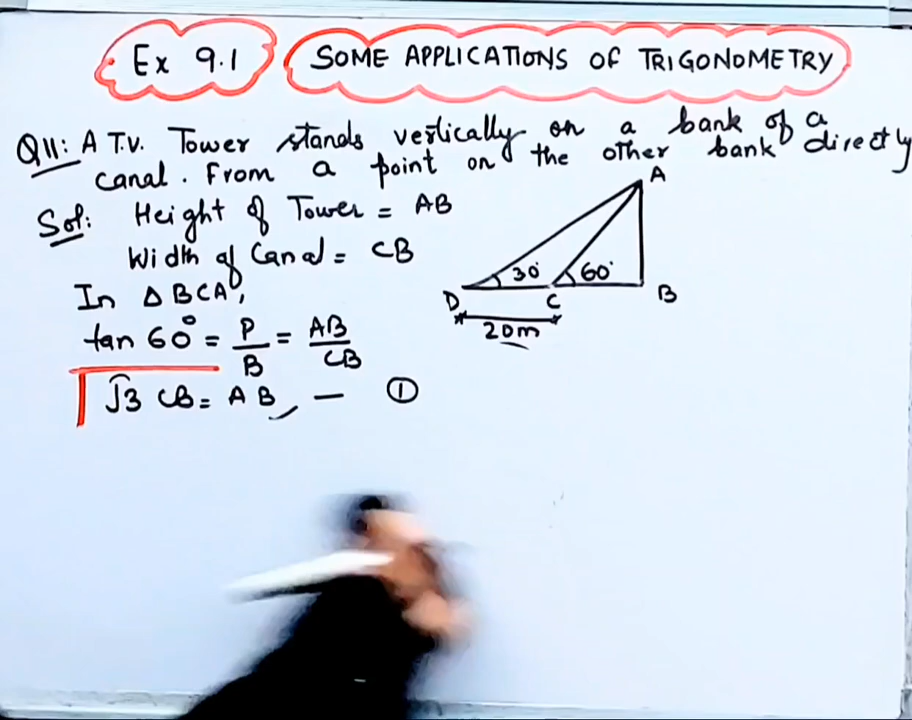 Ex 9.1
SOME APPLICATIONS OF TRIGONOMETRY
Q11: A T.V. Tower stands vertically on a bank of a
canal. From a point on the other bank directly
Sol: Height of Tower = AB
Width of Canal = CB
In △BCA,
tan 60° = P/B = AB/CB
√3 CB = AB — ①
A
30° 60°
D C B
20m